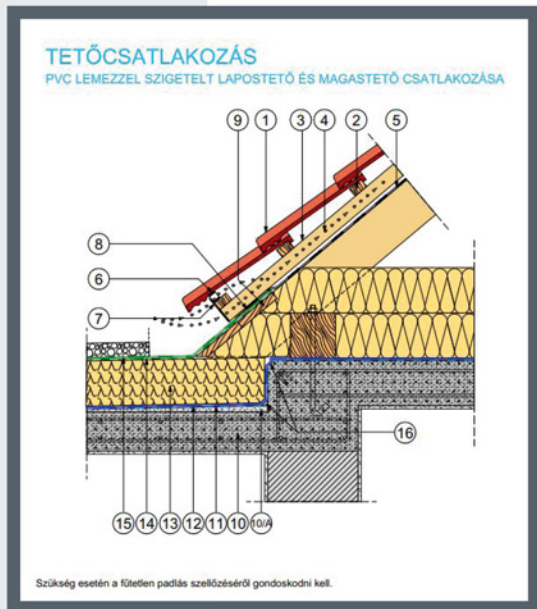 TETŐCSATLAKOZÁS
PVC LEMEZZEL SZIGETELT LAPOSTETŐ ÉS MAGASTETŐ CSATLAKOZÁSA
9 1 3 4 2 5
8
6
7
16
15 14 13 12 11 10 10/A
Szükség esetén a fűtetlen padlás szellőzéséről gondoskodni kell.